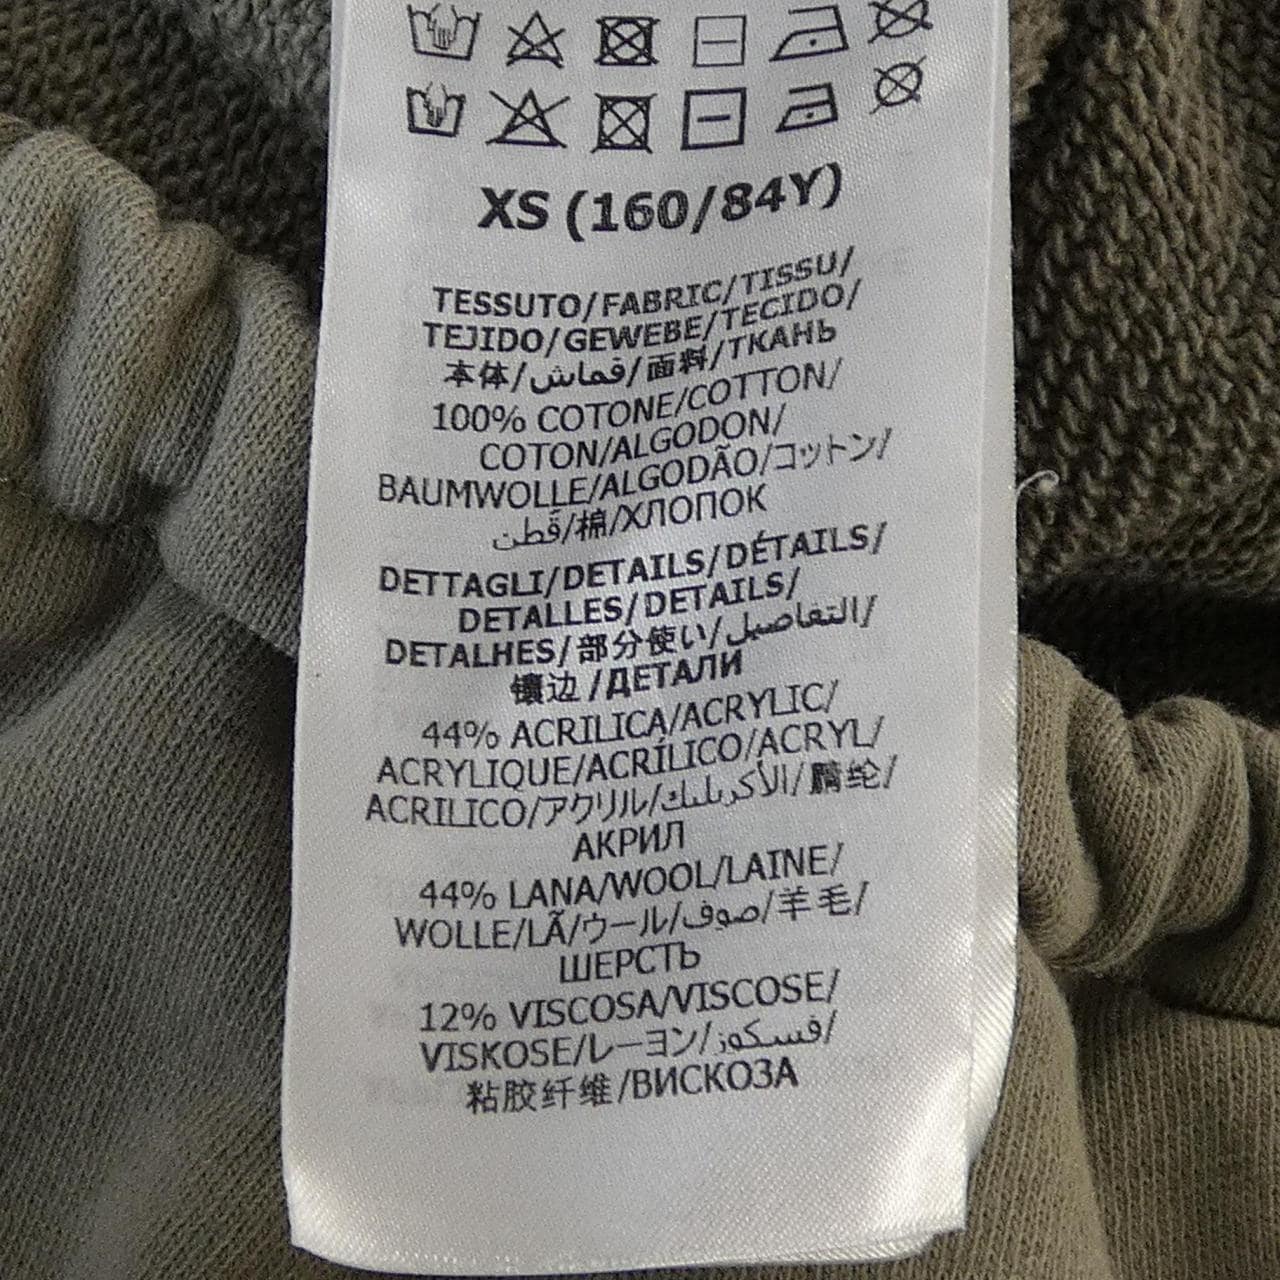 XS (160/84Y)
TESSUTO/FABRIC/TISSU/
TEJIDO/GEWEBE/TECIDO/
本体/قماش/面料/ТКАНЬ
100% COTONE/COTTON/
COTON/ALGODON/
BAUMWOLLE/ALGODÃO/コットン/
قطن/棉/ХЛОПОК
DETTAGLI/DETAILS/DÉTAILS/
DETALLES/DETAILS/
DETALHES/部分使い/التفاصيل/
镶边 /ДЕТАЛИ
44% ACRILICA/ACRYLIC/
ACRYLIQUE/ACRÍLICO/ACRYL/
ACRILICO/アクリル/الأكريليك/腈纶/
АКРИЛ
44% LANA/WOOL/LAINE/
WOLLE/LÃ/ウール/صوف/羊毛/
ШЕРСТЬ
12% VISCOSA/VISCOSE/
VISKOSE/レーヨン/فسكوز/
粘胶纤维/ВИСКОЗА